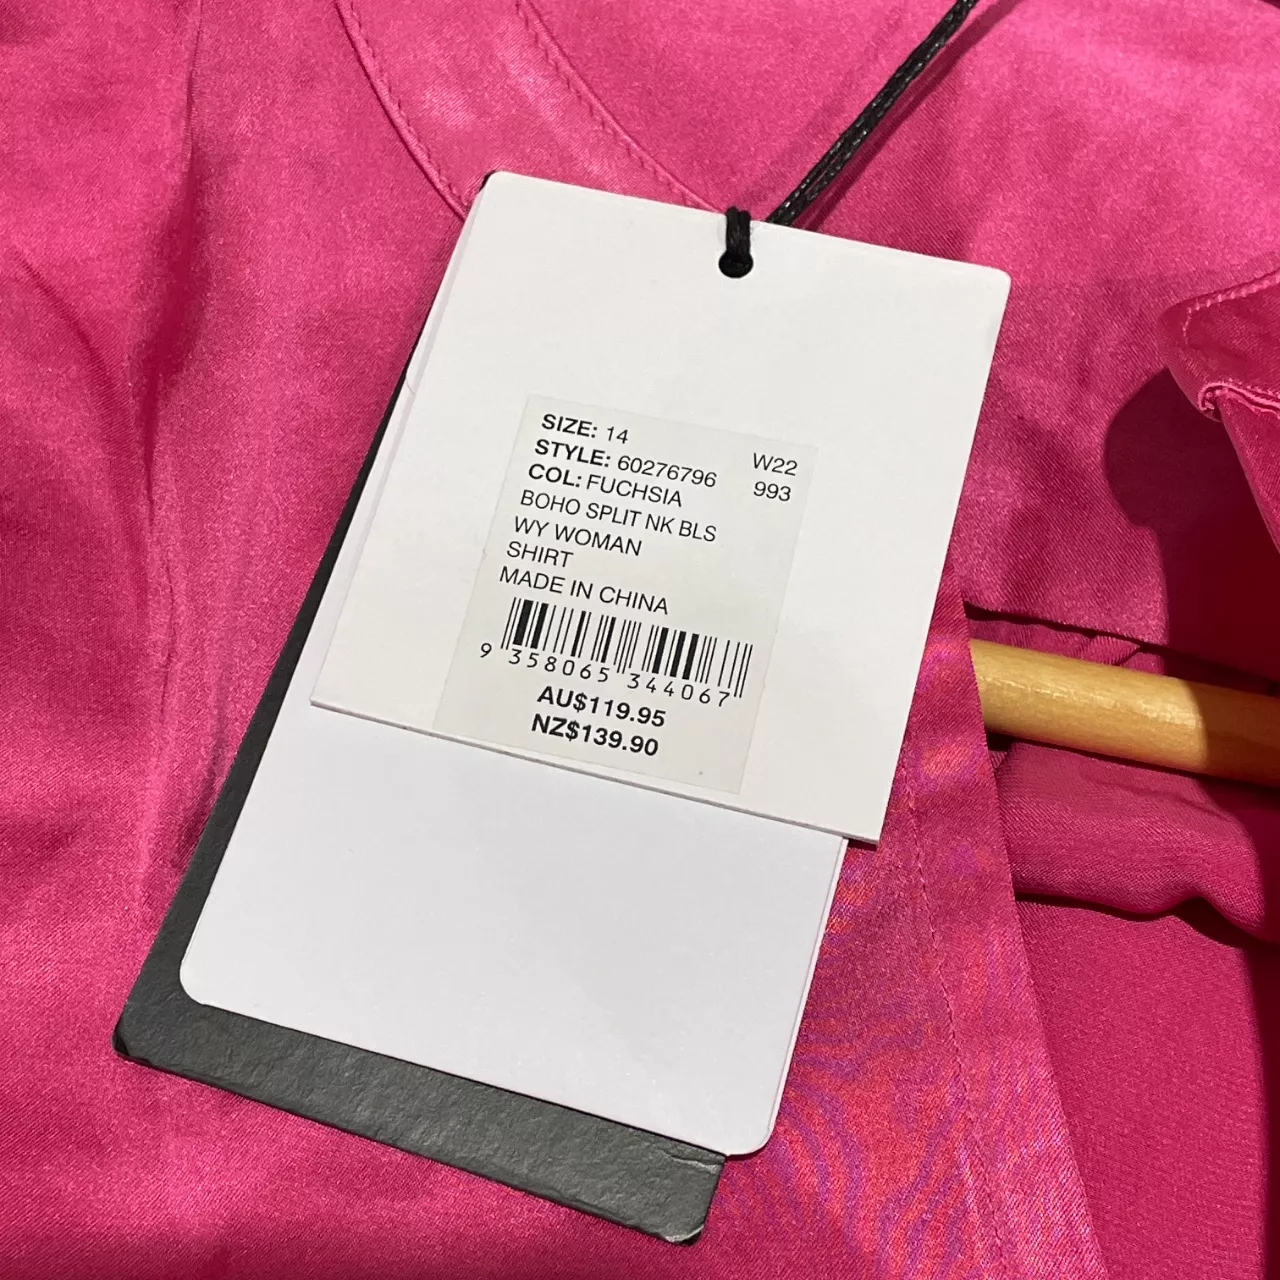 SIZE: 14
STYLE: 60276796 W22
COL: FUCHSIA 993
BOHO SPLIT NK BLS
WY WOMAN
SHIRT
MADE IN CHINA
9 358065 344067
AU$119.95
NZ$139.90